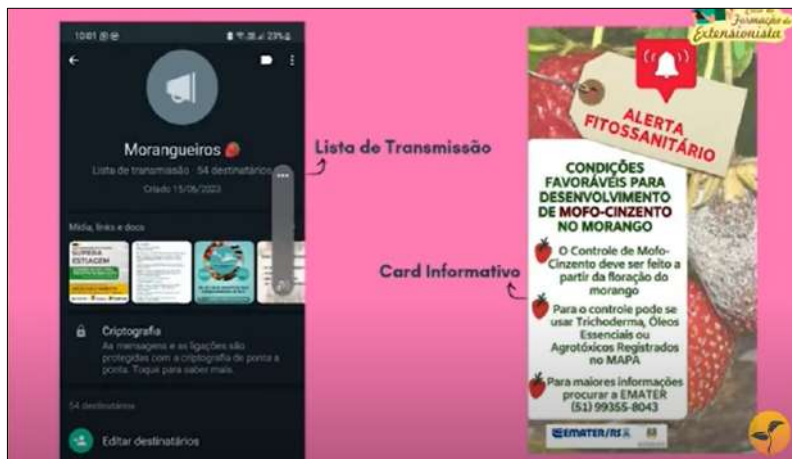 10:01
23%
Morangueiros
Lista de transmissão · 54 destinatários
Criado 15/06/2023
Mídia, links e docs
SUPERA
ESTIAGEM
Criptografia
As mensagens e as ligações são
protegidas com a criptografia de ponta a
ponta. Toque para saber mais.
54 destinatários
Editar destinatários
Lista de Transmissão
Card Informativo
Formação de
Extensionista
ALERTA
FITOSSANITÁRIO
CONDIÇÕES
FAVORÁVEIS PARA
DESENVOLVIMENTO
DE MOFO-CINZENTO
NO MORANGO
O Controle de Mofo-
Cinzento deve ser feito a
partir da floração do
morango
Para o controle pode se
usar Trichoderma, Óleos
Essenciais ou
Agrotóxicos Registrados
no MAPA
Para maiores informações
procurar a EMATER
(51) 99355-8043
EMATER/RS